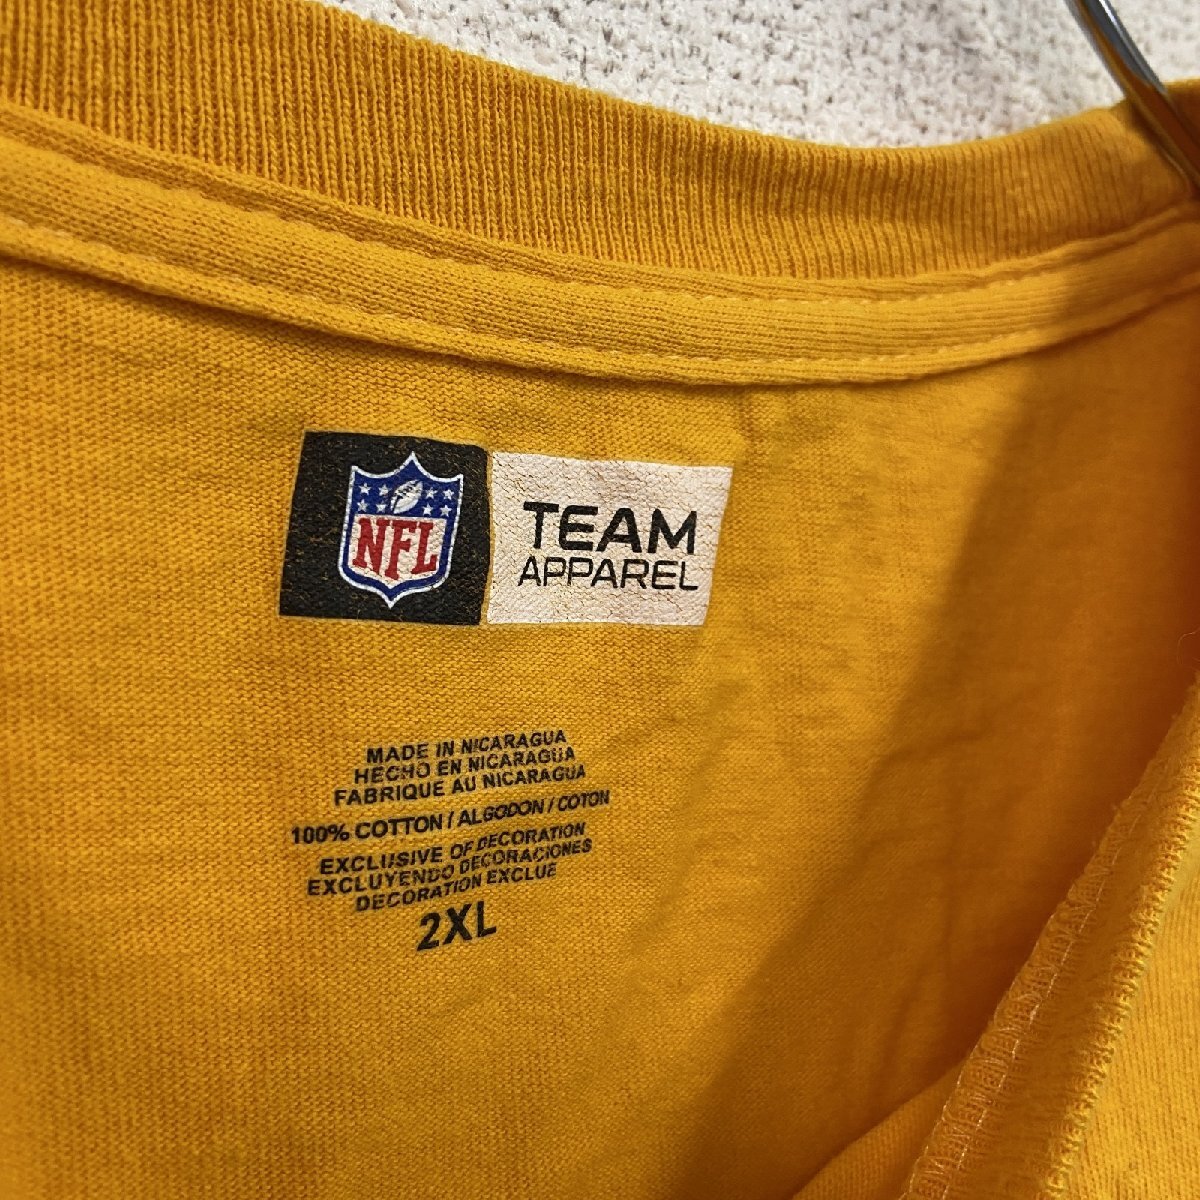 NFL
TEAM
APPAREL
MADE IN NICARAGUA
HECHO EN NICARAGUA
FABRIQUE AU NICARAGUA
100% COTTON / ALGODON / COTON
EXCLUSIVE OF DECORATION
EXCLUYENDO DECORACIONES
DECORATION EXCLUE
2XL